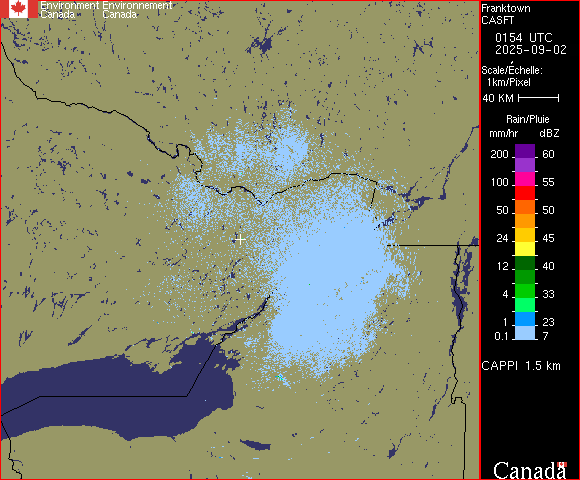 Environment Environnement
Canada Canada
Franktown
CASFT
0154 UTC
2025-09-02
Scale/Échelle:
1km/Pixel
40 KM
Rain/Pluie
mm/hr dBZ
200 60
55
100 55
50 50
45
24 45
12 40
4 33
0.1 23
7
CAPPI 1.5 km
Canada